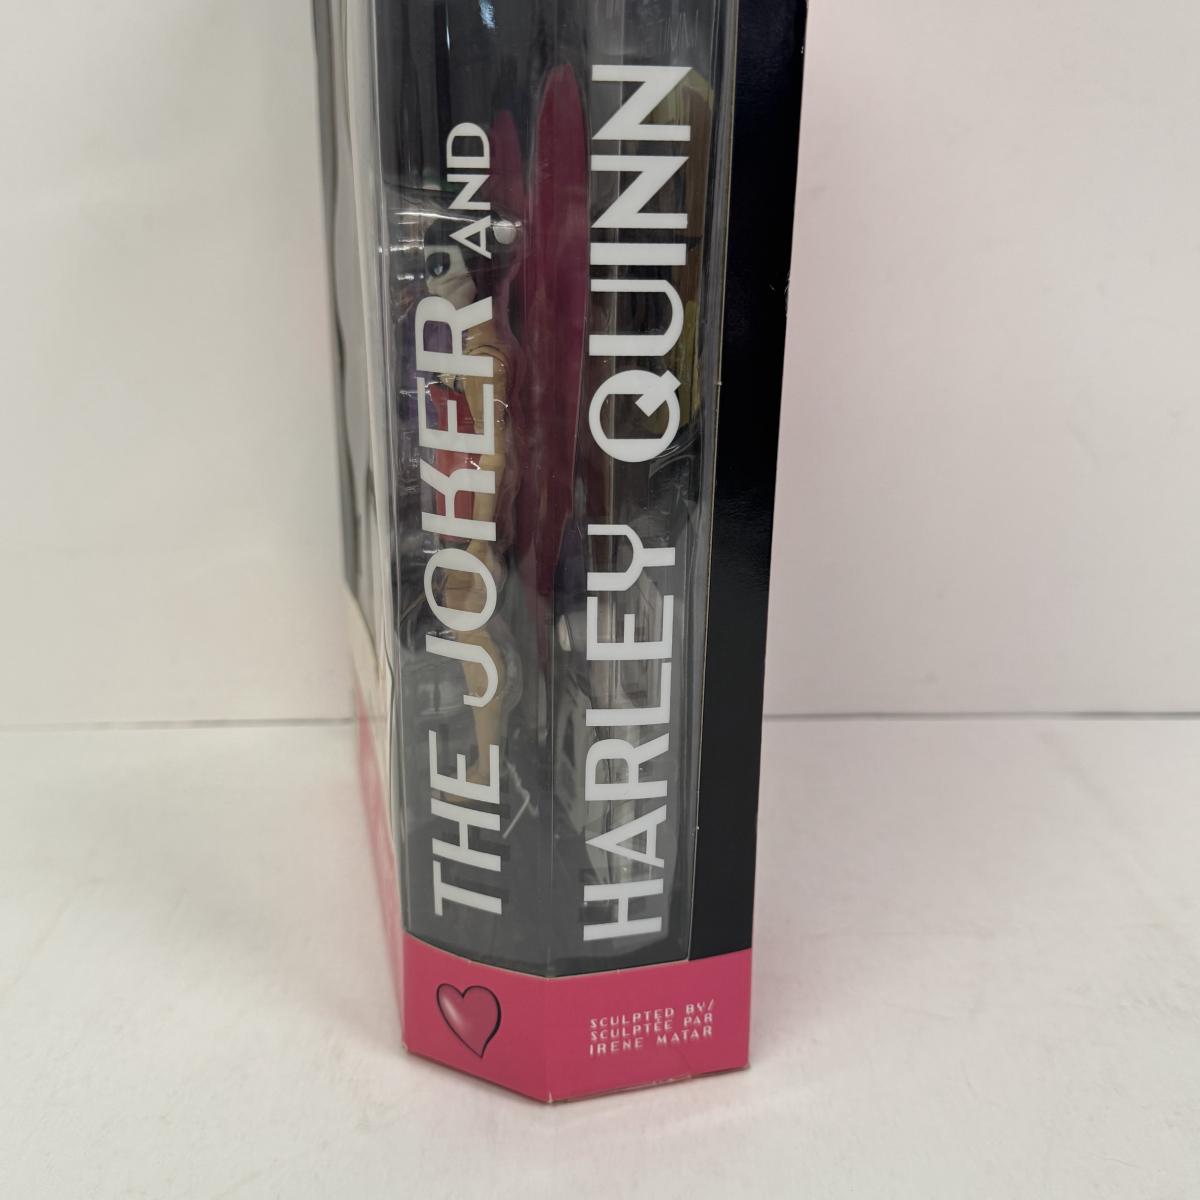 THE JOKER AND
HARLEY QUINN
SCULPTED BY/
SCULPTÉE PAR
IRENE MATAR